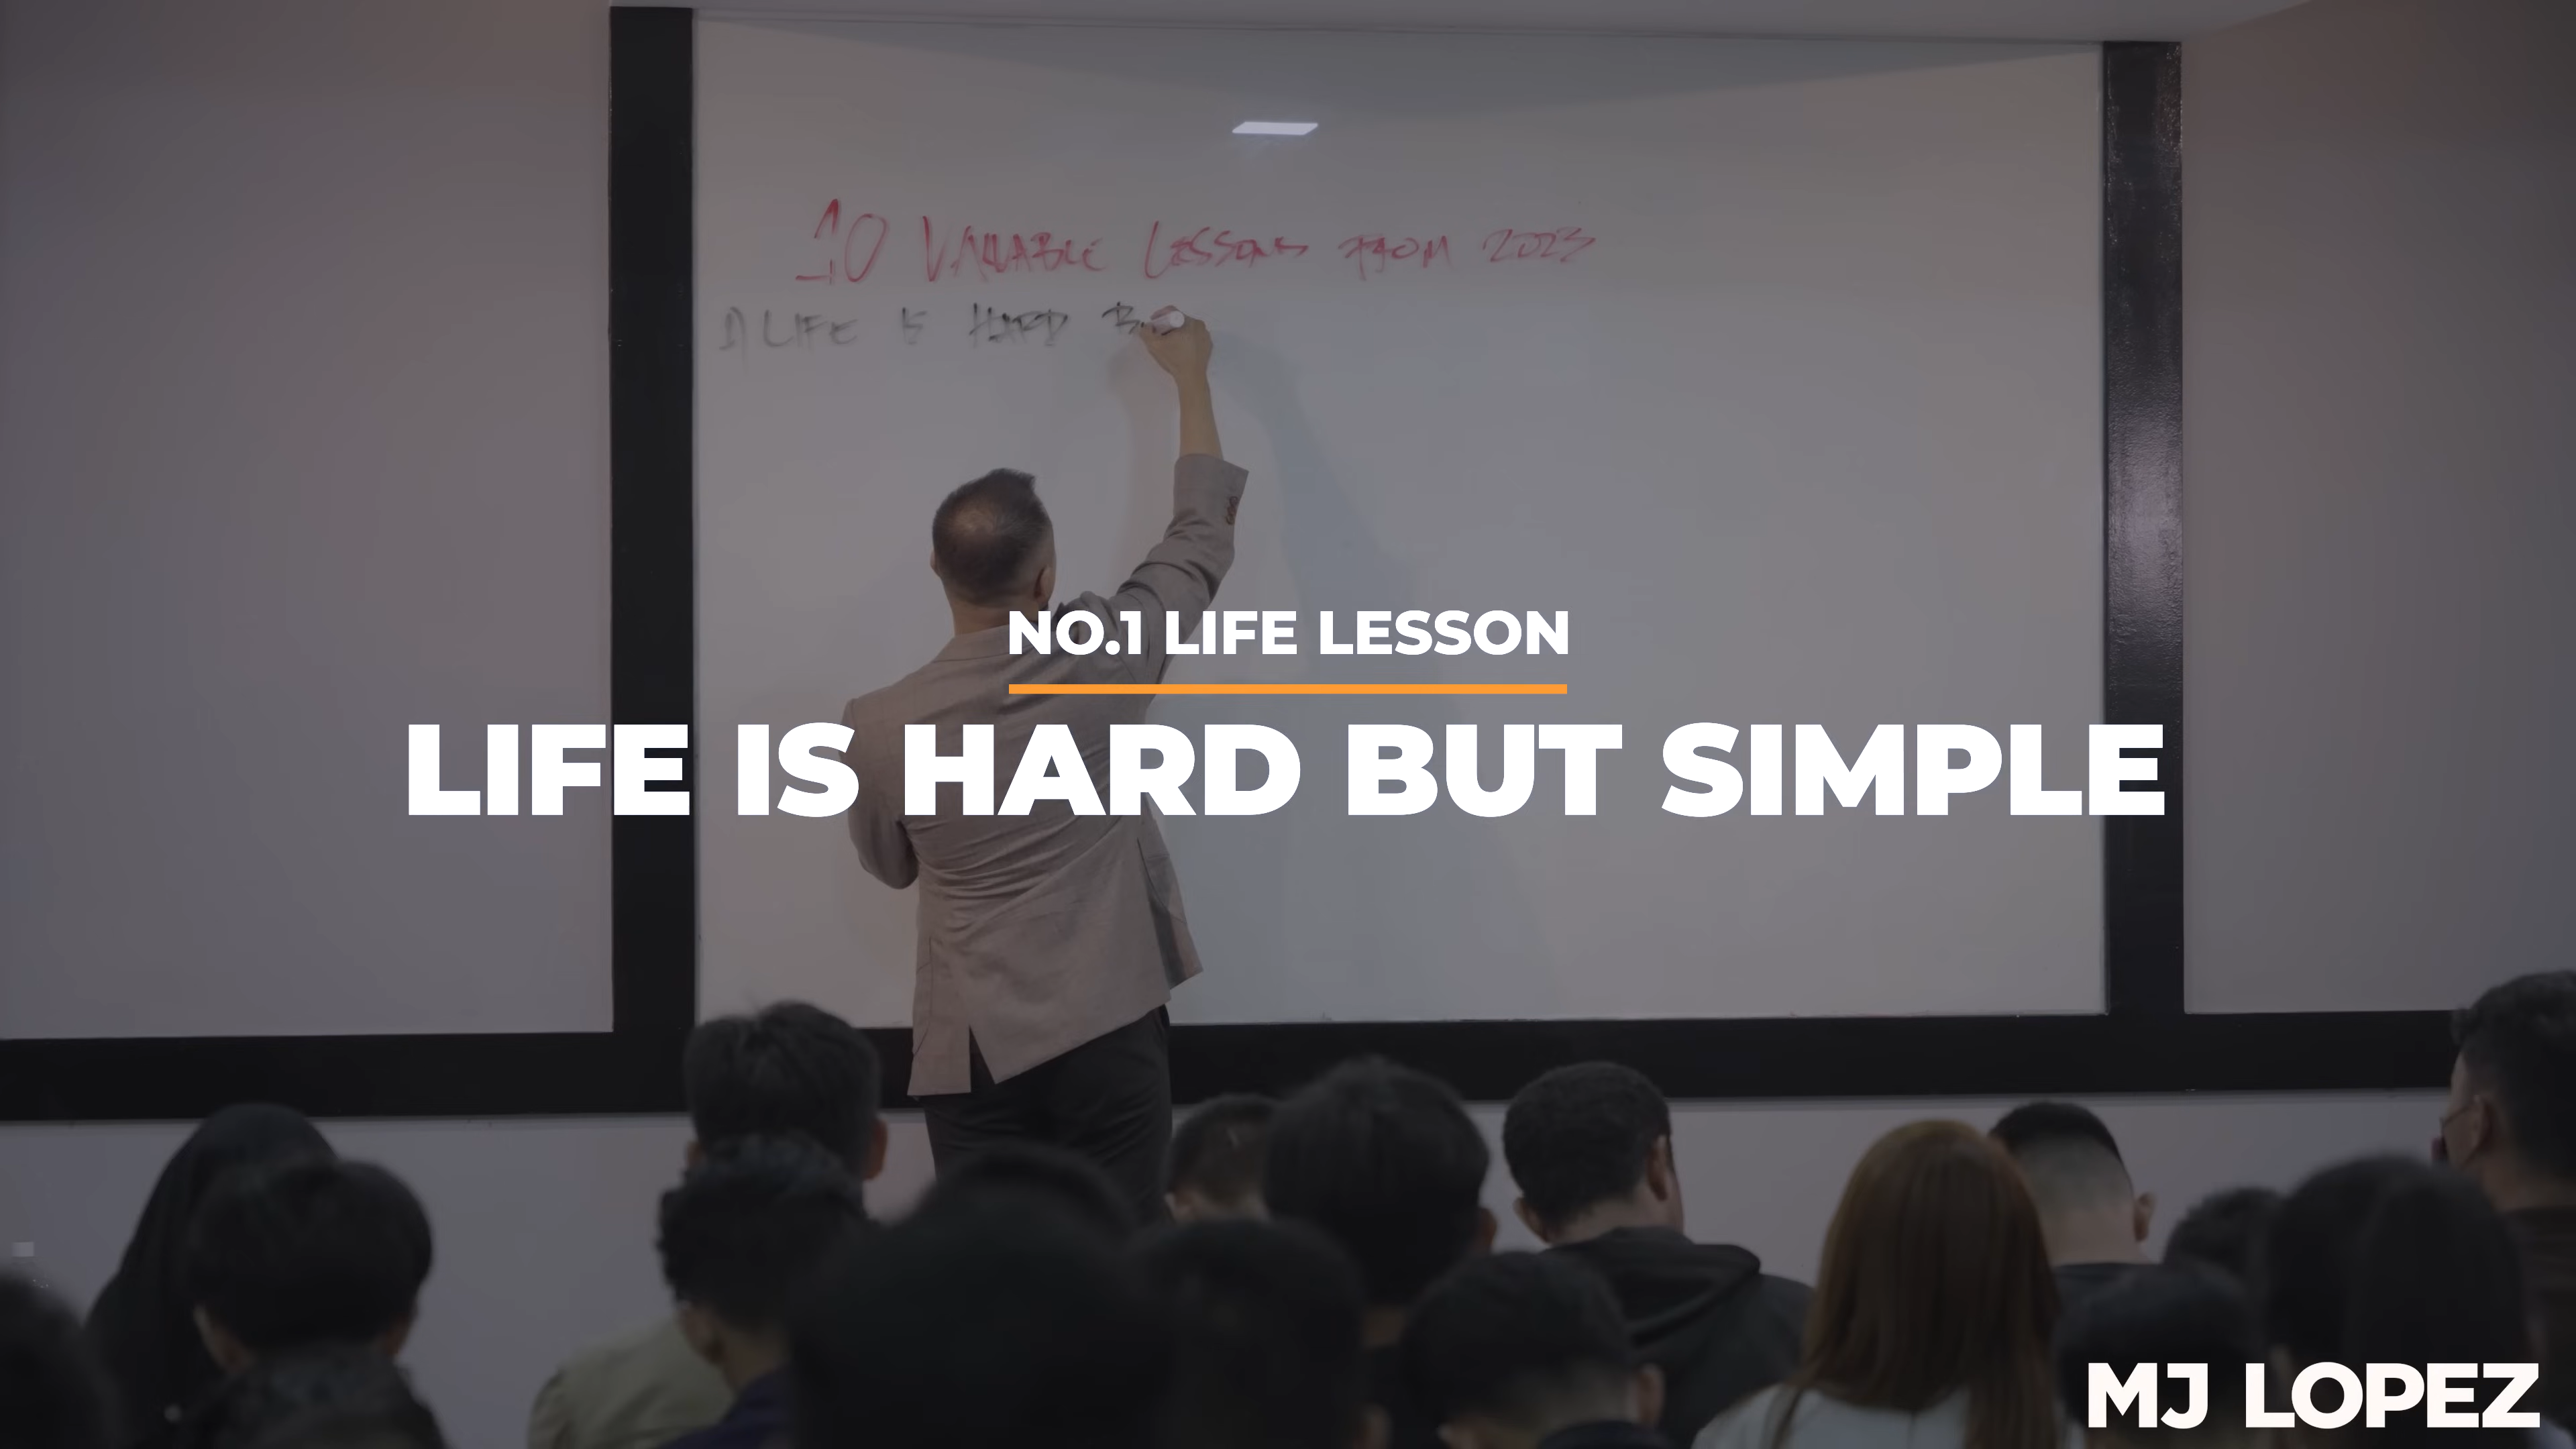 10 VALUABLE LESSONS FROM 2023
1) LIFE IS HARD
NO.1 LIFE LESSON
LIFE IS HARD BUT SIMPLE
MJ LOPEZ